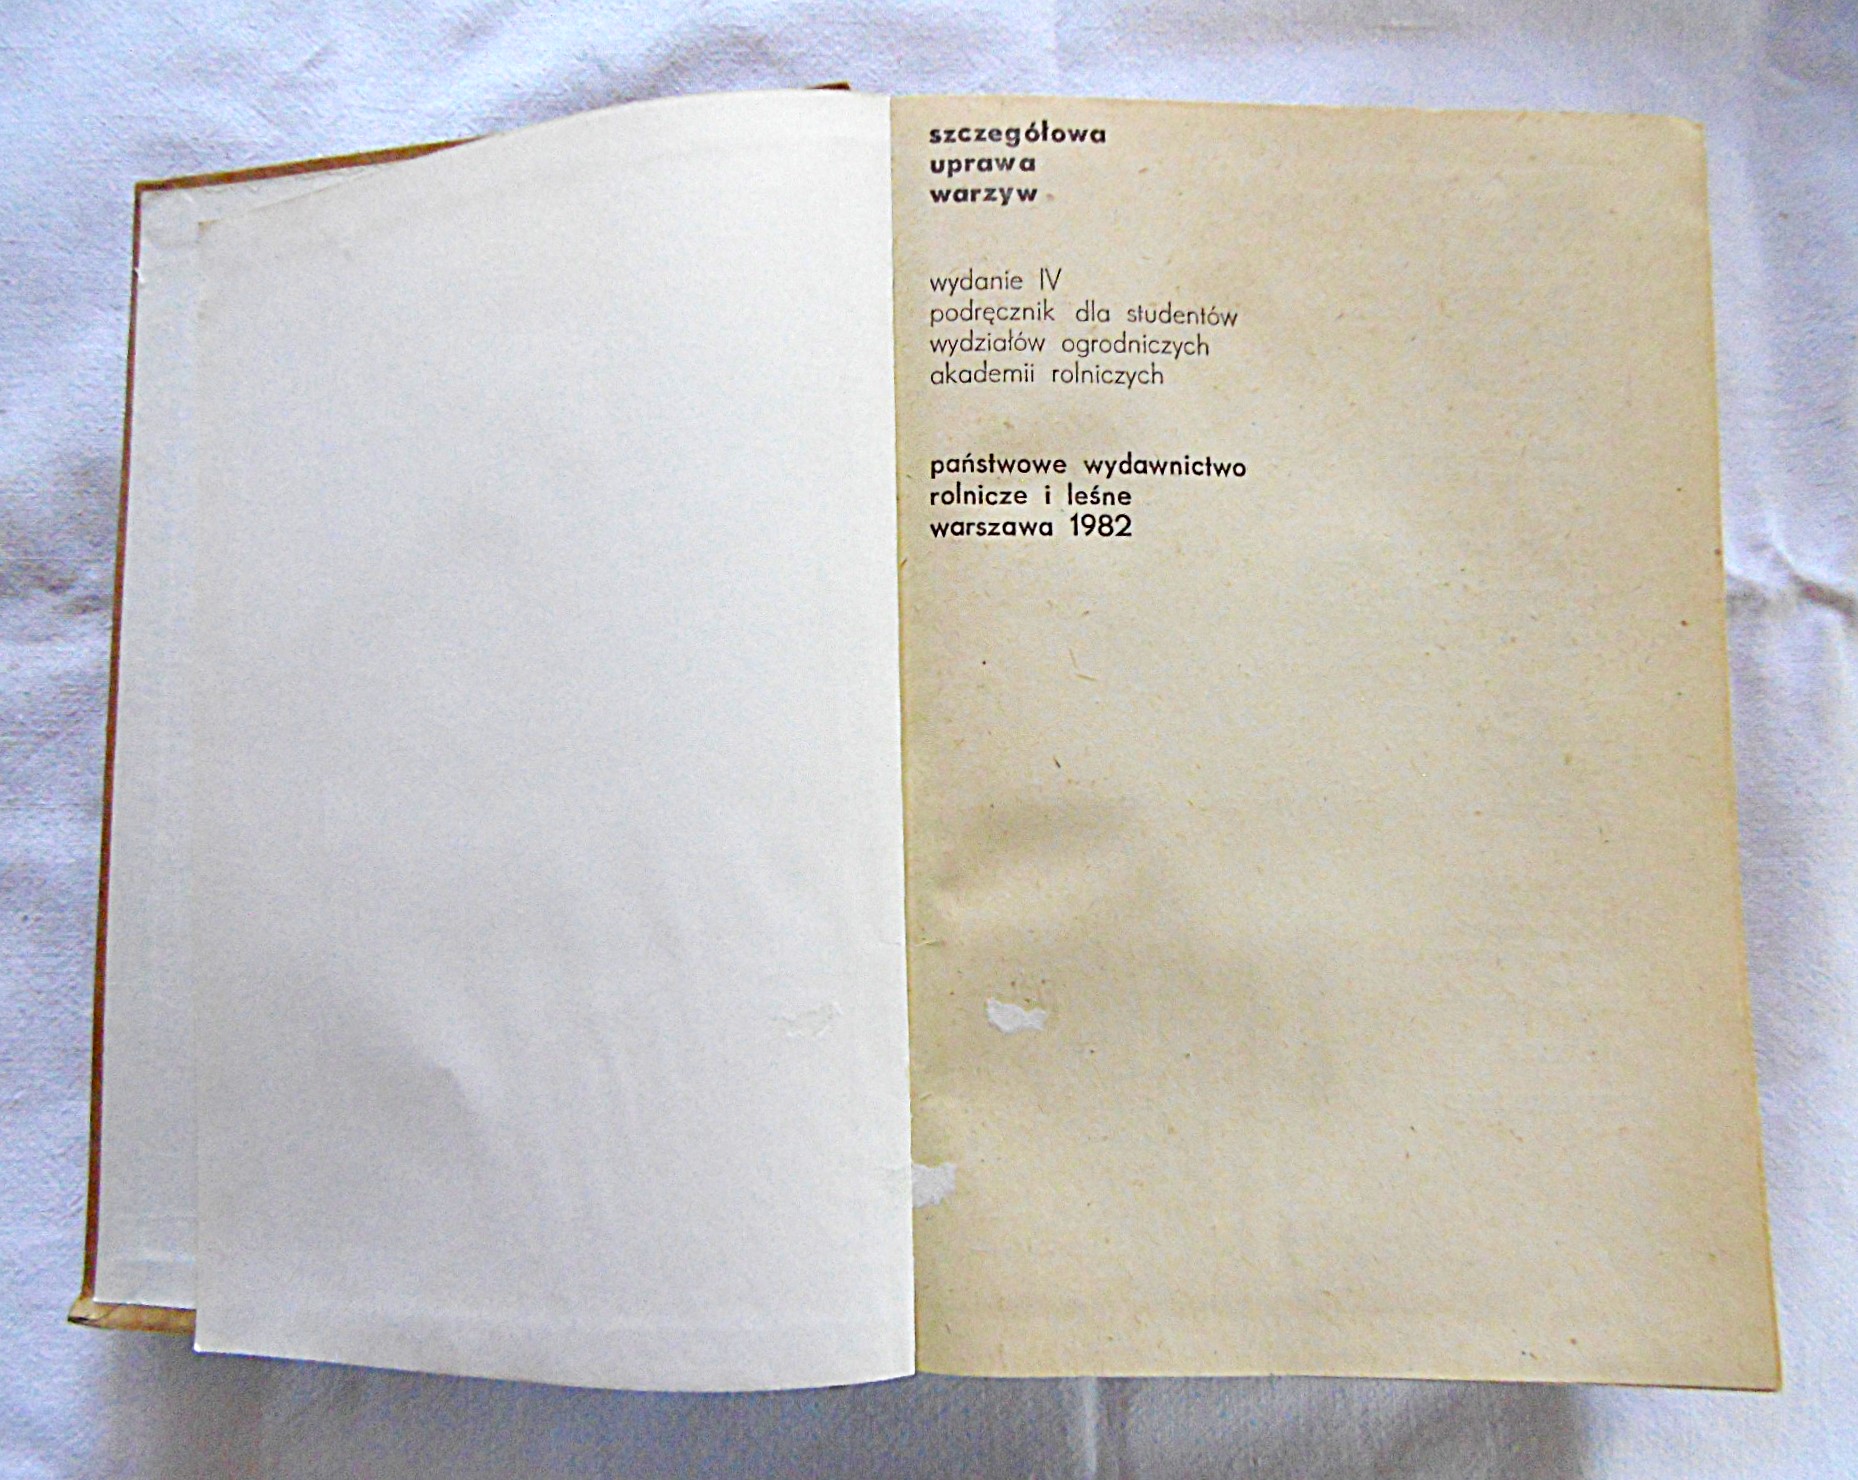 szczegółowa
uprawa
warzyw
wydanie IV
podręcznik dla studentów
wydziałów ogrodniczych
akademii rolniczych
państwowe wydawnictwo
rolnicze i leśne
warszawa 1982